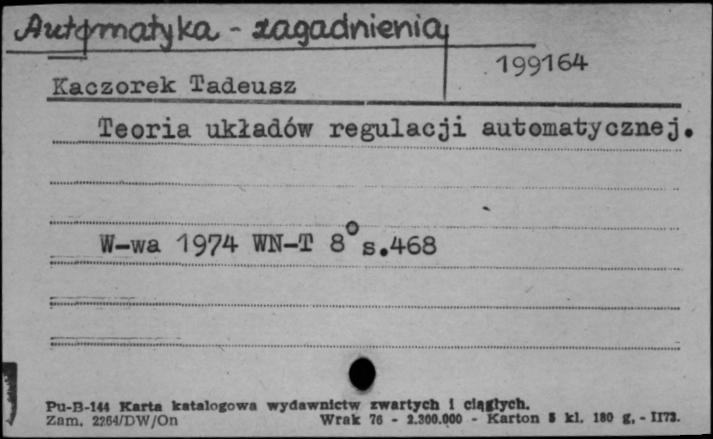 Automatyka - zagadnienia
199164
Kaczorek Tadeusz
Teoria układów regulacji automatycznej.
W-wa 1974 WN-T 8° s.468
Pu-B-144 Karta katalogowa wydawnictw zwartych i ciągłych.
Zam. 2264/DW/On Wrak 76 - 2.300.000 - Karton 5 kl. 180 g. - II73.